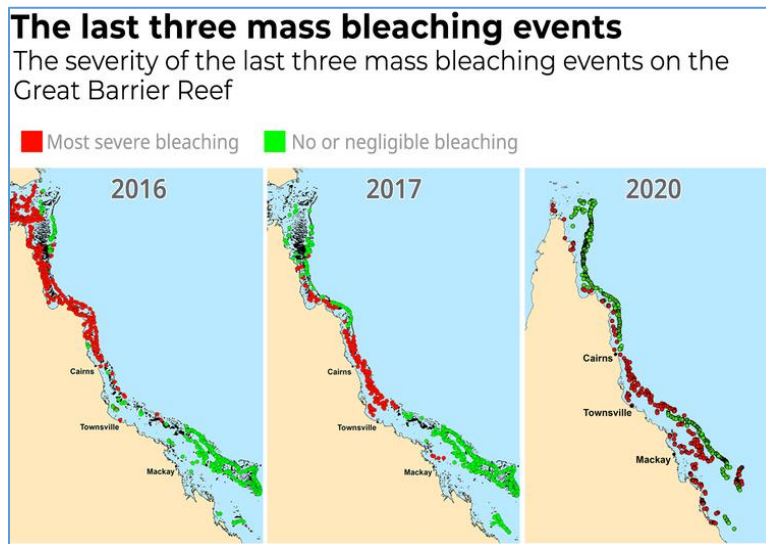 The last three mass bleaching events
The severity of the last three mass bleaching events on the
Great Barrier Reef
Most severe bleaching
No or negligible bleaching
2016
2017
2020
Cairns
Townsville
Mackay
Cairns
Townsville
Mackay
Cairns
Townsville
Mackay